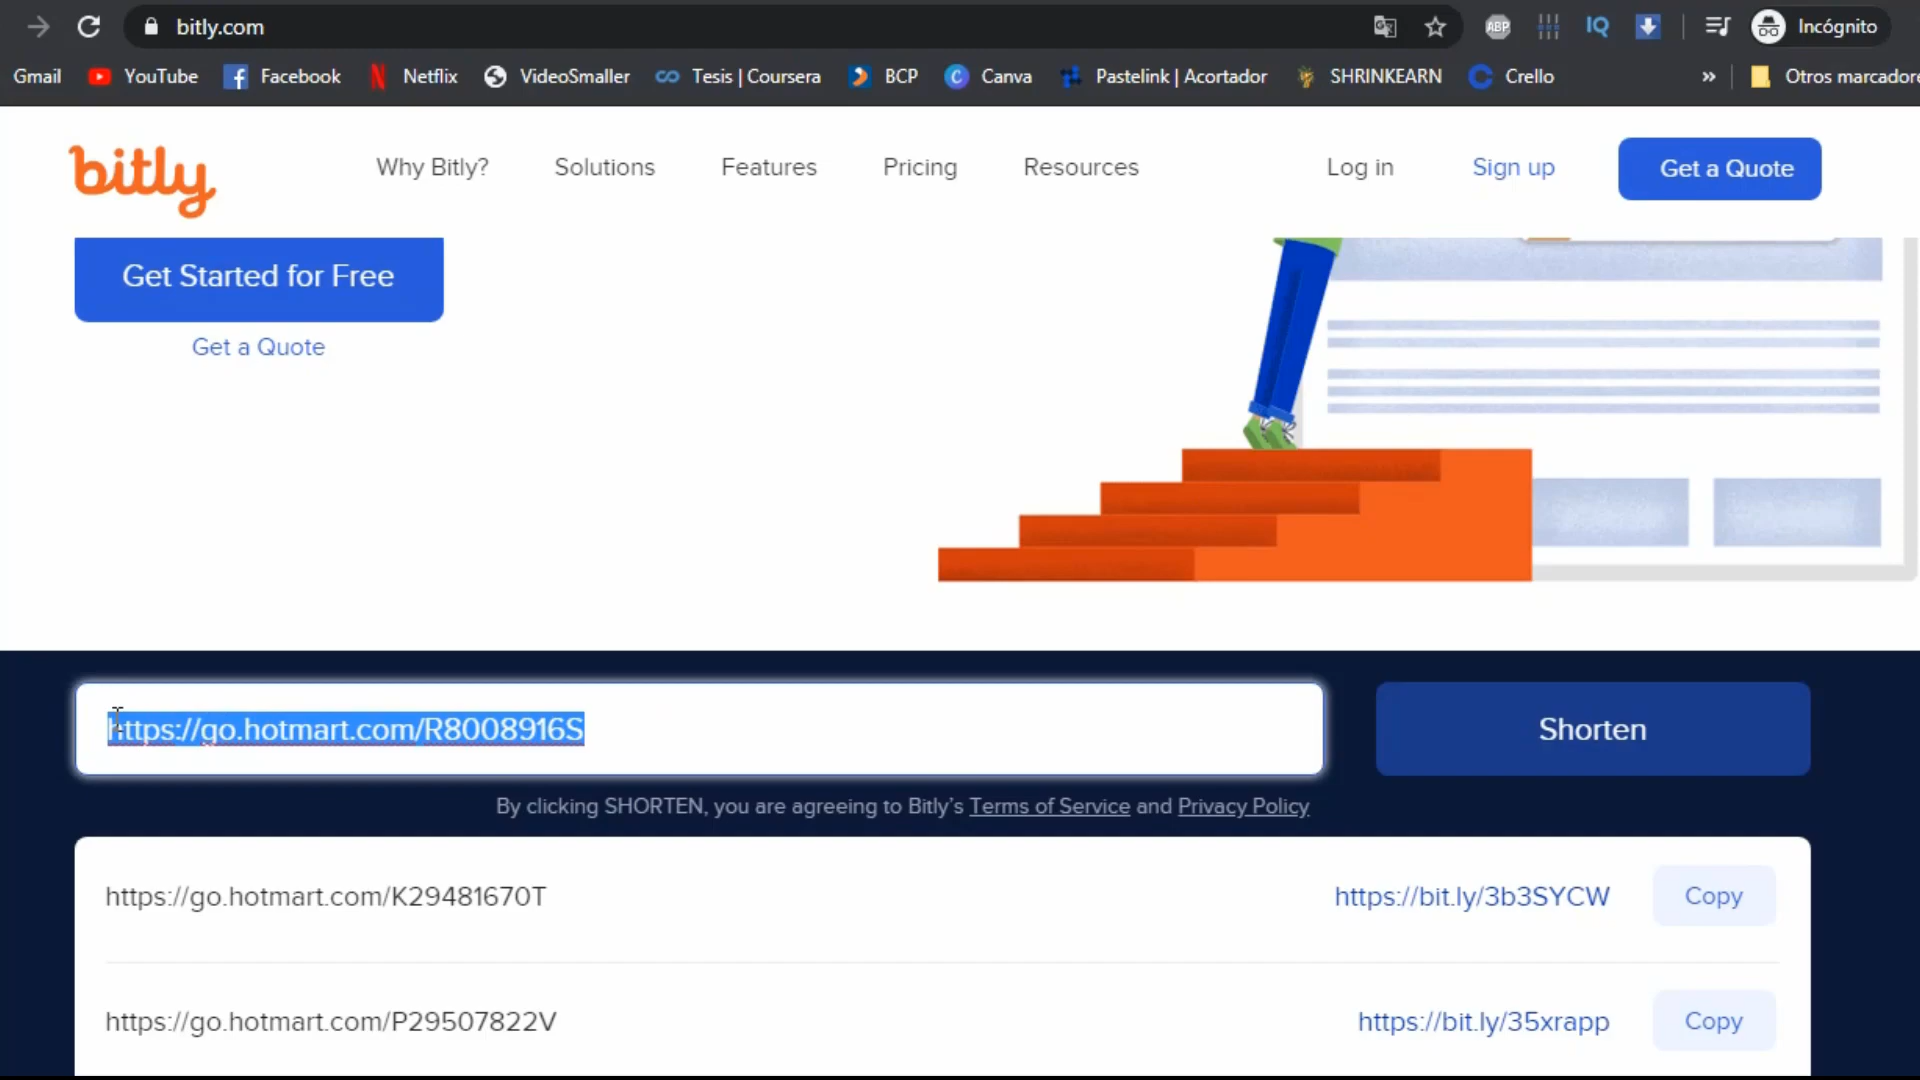 bitly.com
ABP
IQ
Incógnito
Gmail
YouTube
Facebook
Netflix
VideoSmaller
Tesis | Coursera
BCP
Canva
Pastelink | Acortador
SHRINKEARN
Crello
»
Otros marcadore
bitly
Why Bitly?
Solutions
Features
Pricing
Resources
Log in
Sign up
Get a Quote
Get Started for Free
Get a Quote
https://go.hotmart.com/R8008916S
Shorten
By clicking SHORTEN, you are agreeing to Bitly’s Terms of Service and Privacy Policy
https://go.hotmart.com/K29481670T
https://bit.ly/3b3SYCW
Copy
https://go.hotmart.com/P29507822V
https://bit.ly/35xrapp
Copy